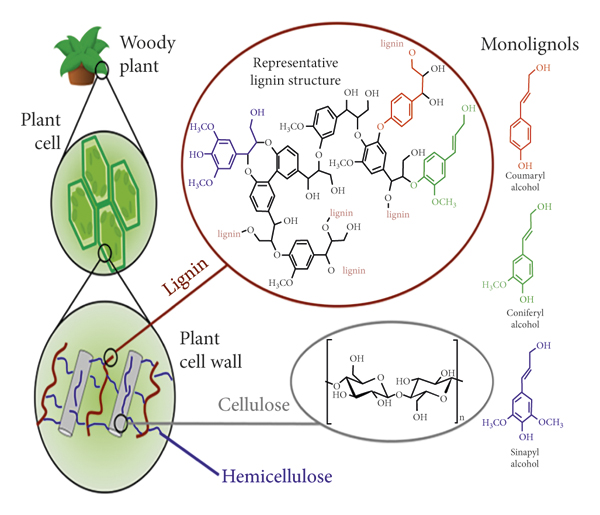 Woody
plant
Plant
cell
Representative
lignin structure
lignin
O
OH
OH
OH
OH
OH
H₃CO
HO
H₃CO
O
O
O
OH
OH
OH
H₃CO
O
O
H₃CO
OH
O
lignin
O
OH
OCH₃
lignin
O
OH
OH
O
H₃CO
lignin
O
OH
OH
O
lignin
Lignin
Monolignols
OH
OH
Coumaryl
alcohol
OH
H₃CO
OH
Coniferyl
alcohol
OH
H₃CO
OCH₃
OH
Sinapyl
alcohol
Plant
cell wall
Cellulose
OH
O
HO
HO
OH
O
HO
OH
O
OH
n
Hemicellulose